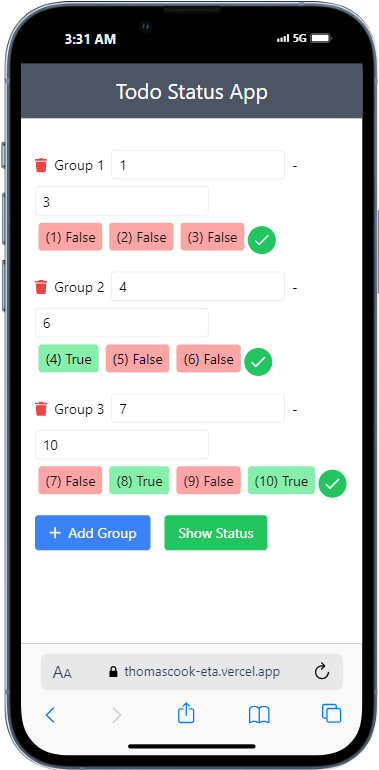 3:31 AM 5G
Todo Status App
Group 1 1 -
3
(1) False (2) False (3) False
Group 2 4 -
6
(4) True (5) False (6) False
Group 3 7 -
10
(7) False (8) True (9) False (10) True
+ Add Group Show Status
AA thomascook-eta.vercel.app